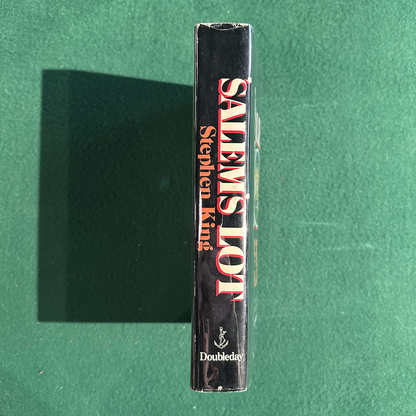 SALEM'S LOT
Stephen King
Doubleday